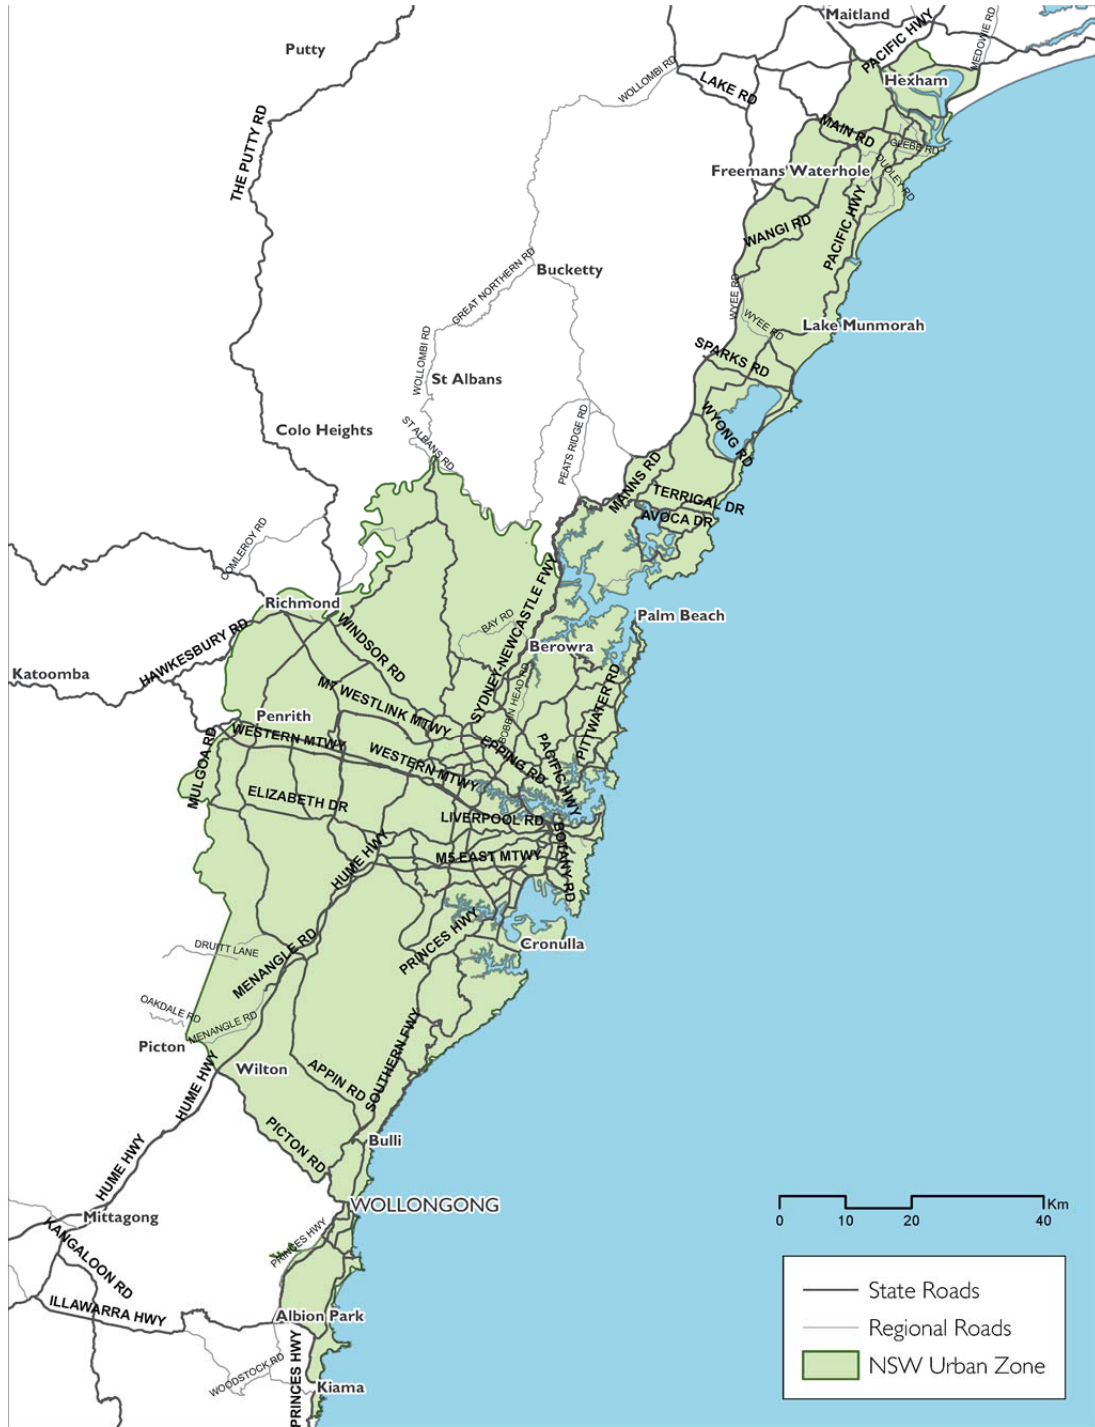 Maitland
Putty
PACIFIC HWY
MEDOWIE RD
WOLLOMBI RD
LAKE RD
Hexham
THE PUTTY RD
MAIN RD
GLEBE RD
Freemans Waterhole
DUDLEY RD
WANGI RD
PACIFIC HWY
GREAT NORTHERN RD
Bucketty
WYEE RD
WYEE RD
Lake Munmorah
WOLLOMBI RD
SPARKS RD
St Albans
WYONG RD
Colo Heights
ST ALBANS RD
PEATS RIDGE RD
MANNS RD
TERRIGAL DR
AVOCA DR
COMLEROY RD
SYDNEY-NEWCASTLE FWY
Richmond
Palm Beach
WINDSOR RD
BAY RD
HAWKESBURY RD
Berowra
Katoomba
BOBBIN HEAD RD
PITTWATER RD
M7 WESTLINK MTWY
Penrith
WESTERN MTWY
WESTERN MTWY
EPPING RD
PACIFIC HWY
MULGOA RD
ELIZABETH DR
LIVERPOOL RD
BOTANY RD
HUME HWY
M5 EAST MTWY
PRINCES HWY
Cronulla
DRUITT LANE
MENANGLE RD
OAKDALE RD
MENANGLE RD
Picton
Wilton
HUME HWY
APPIN RD
SOUTHERN FWY
PICTON RD
Bulli
HUME HWY
WOLLONGONG
Mittagong
PRINCES HWY
KANGALOON RD
ILLAWARRA HWY
Albion Park
WOODSTOCK RD
PRINCES HWY
Kiama
Km
0 10 20 40
State Roads
Regional Roads
NSW Urban Zone